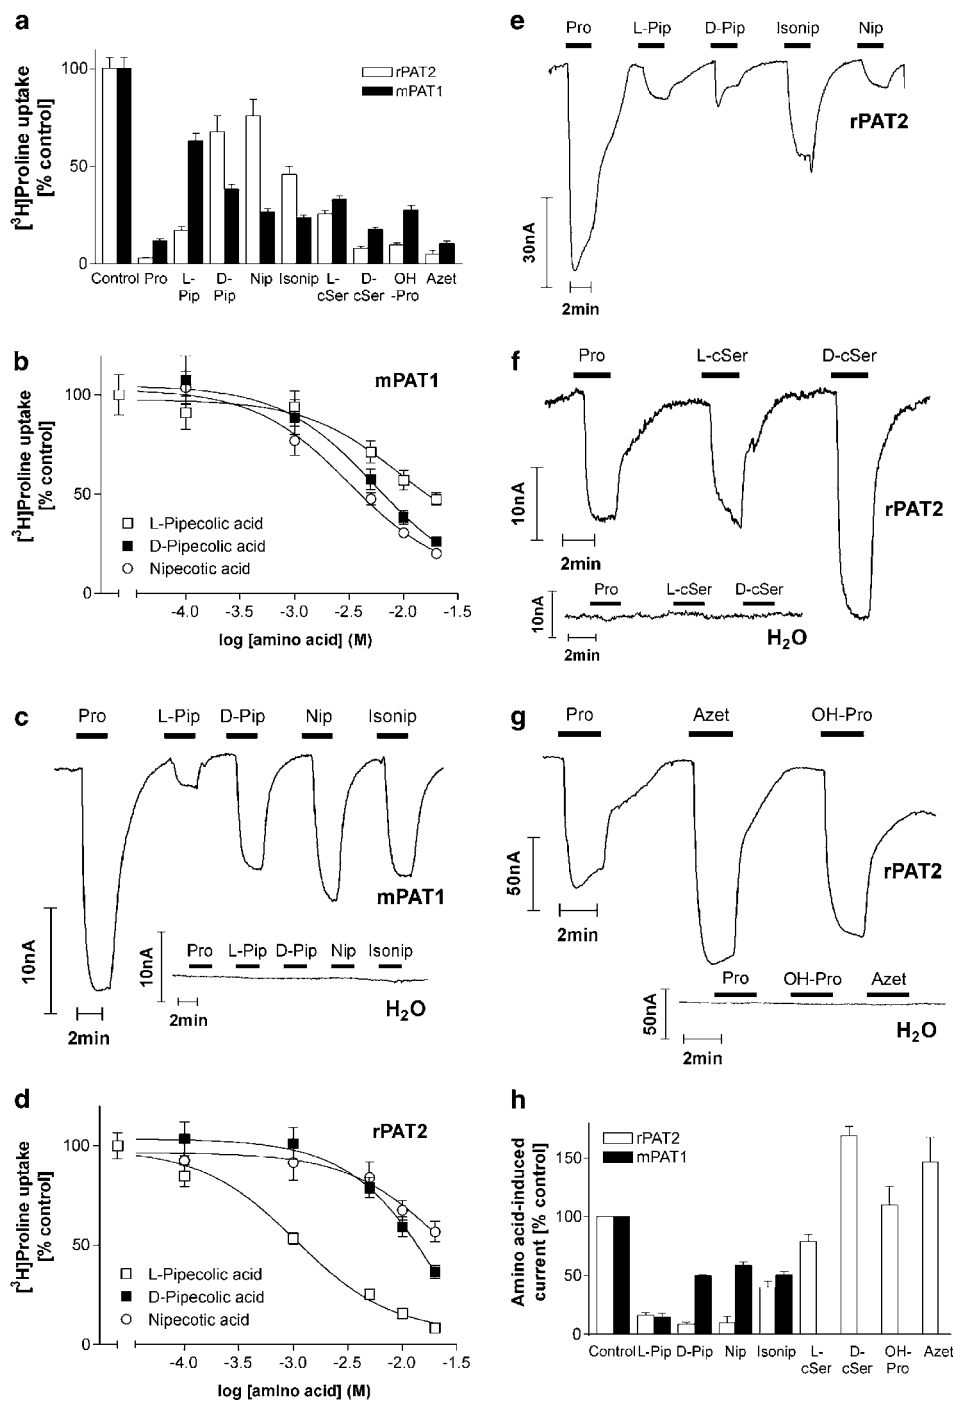 a
[³H]Proline uptake
[% control]
100
50
0
rPAT2
mPAT1
Control Pro L-Pip D-Pip Nip Isonip L-cSer D-cSer OH-Pro Azet
b
mPAT1
[³H]Proline uptake
[% control]
100
50
0
L-Pipecolic acid
D-Pipecolic acid
Nipecotic acid
-4.0 -3.5 -3.0 -2.5 -2.0 -1.5
log [amino acid] (M)
c
Pro L-Pip D-Pip Nip Isonip
mPAT1
10nA
2min
10nA
Pro L-Pip D-Pip Nip Isonip
2min
H₂O
d
rPAT2
[³H]Proline uptake
[% control]
100
50
0
L-Pipecolic acid
D-Pipecolic acid
Nipecotic acid
-4.0 -3.5 -3.0 -2.5 -2.0 -1.5
log [amino acid] (M)
e
Pro L-Pip D-Pip Isonip Nip
rPAT2
30nA
2min
f
Pro L-cSer D-cSer
rPAT2
10nA
2min
10nA
Pro L-cSer D-cSer
2min
H₂O
g
Pro Azet OH-Pro
rPAT2
50nA
2min
50nA
Pro OH-Pro Azet
2min
H₂O
h
Amino acid-induced
current [% control]
150
100
50
0
rPAT2
mPAT1
Control L-Pip D-Pip Nip Isonip L-cSer D-cSer OH-Pro Azet